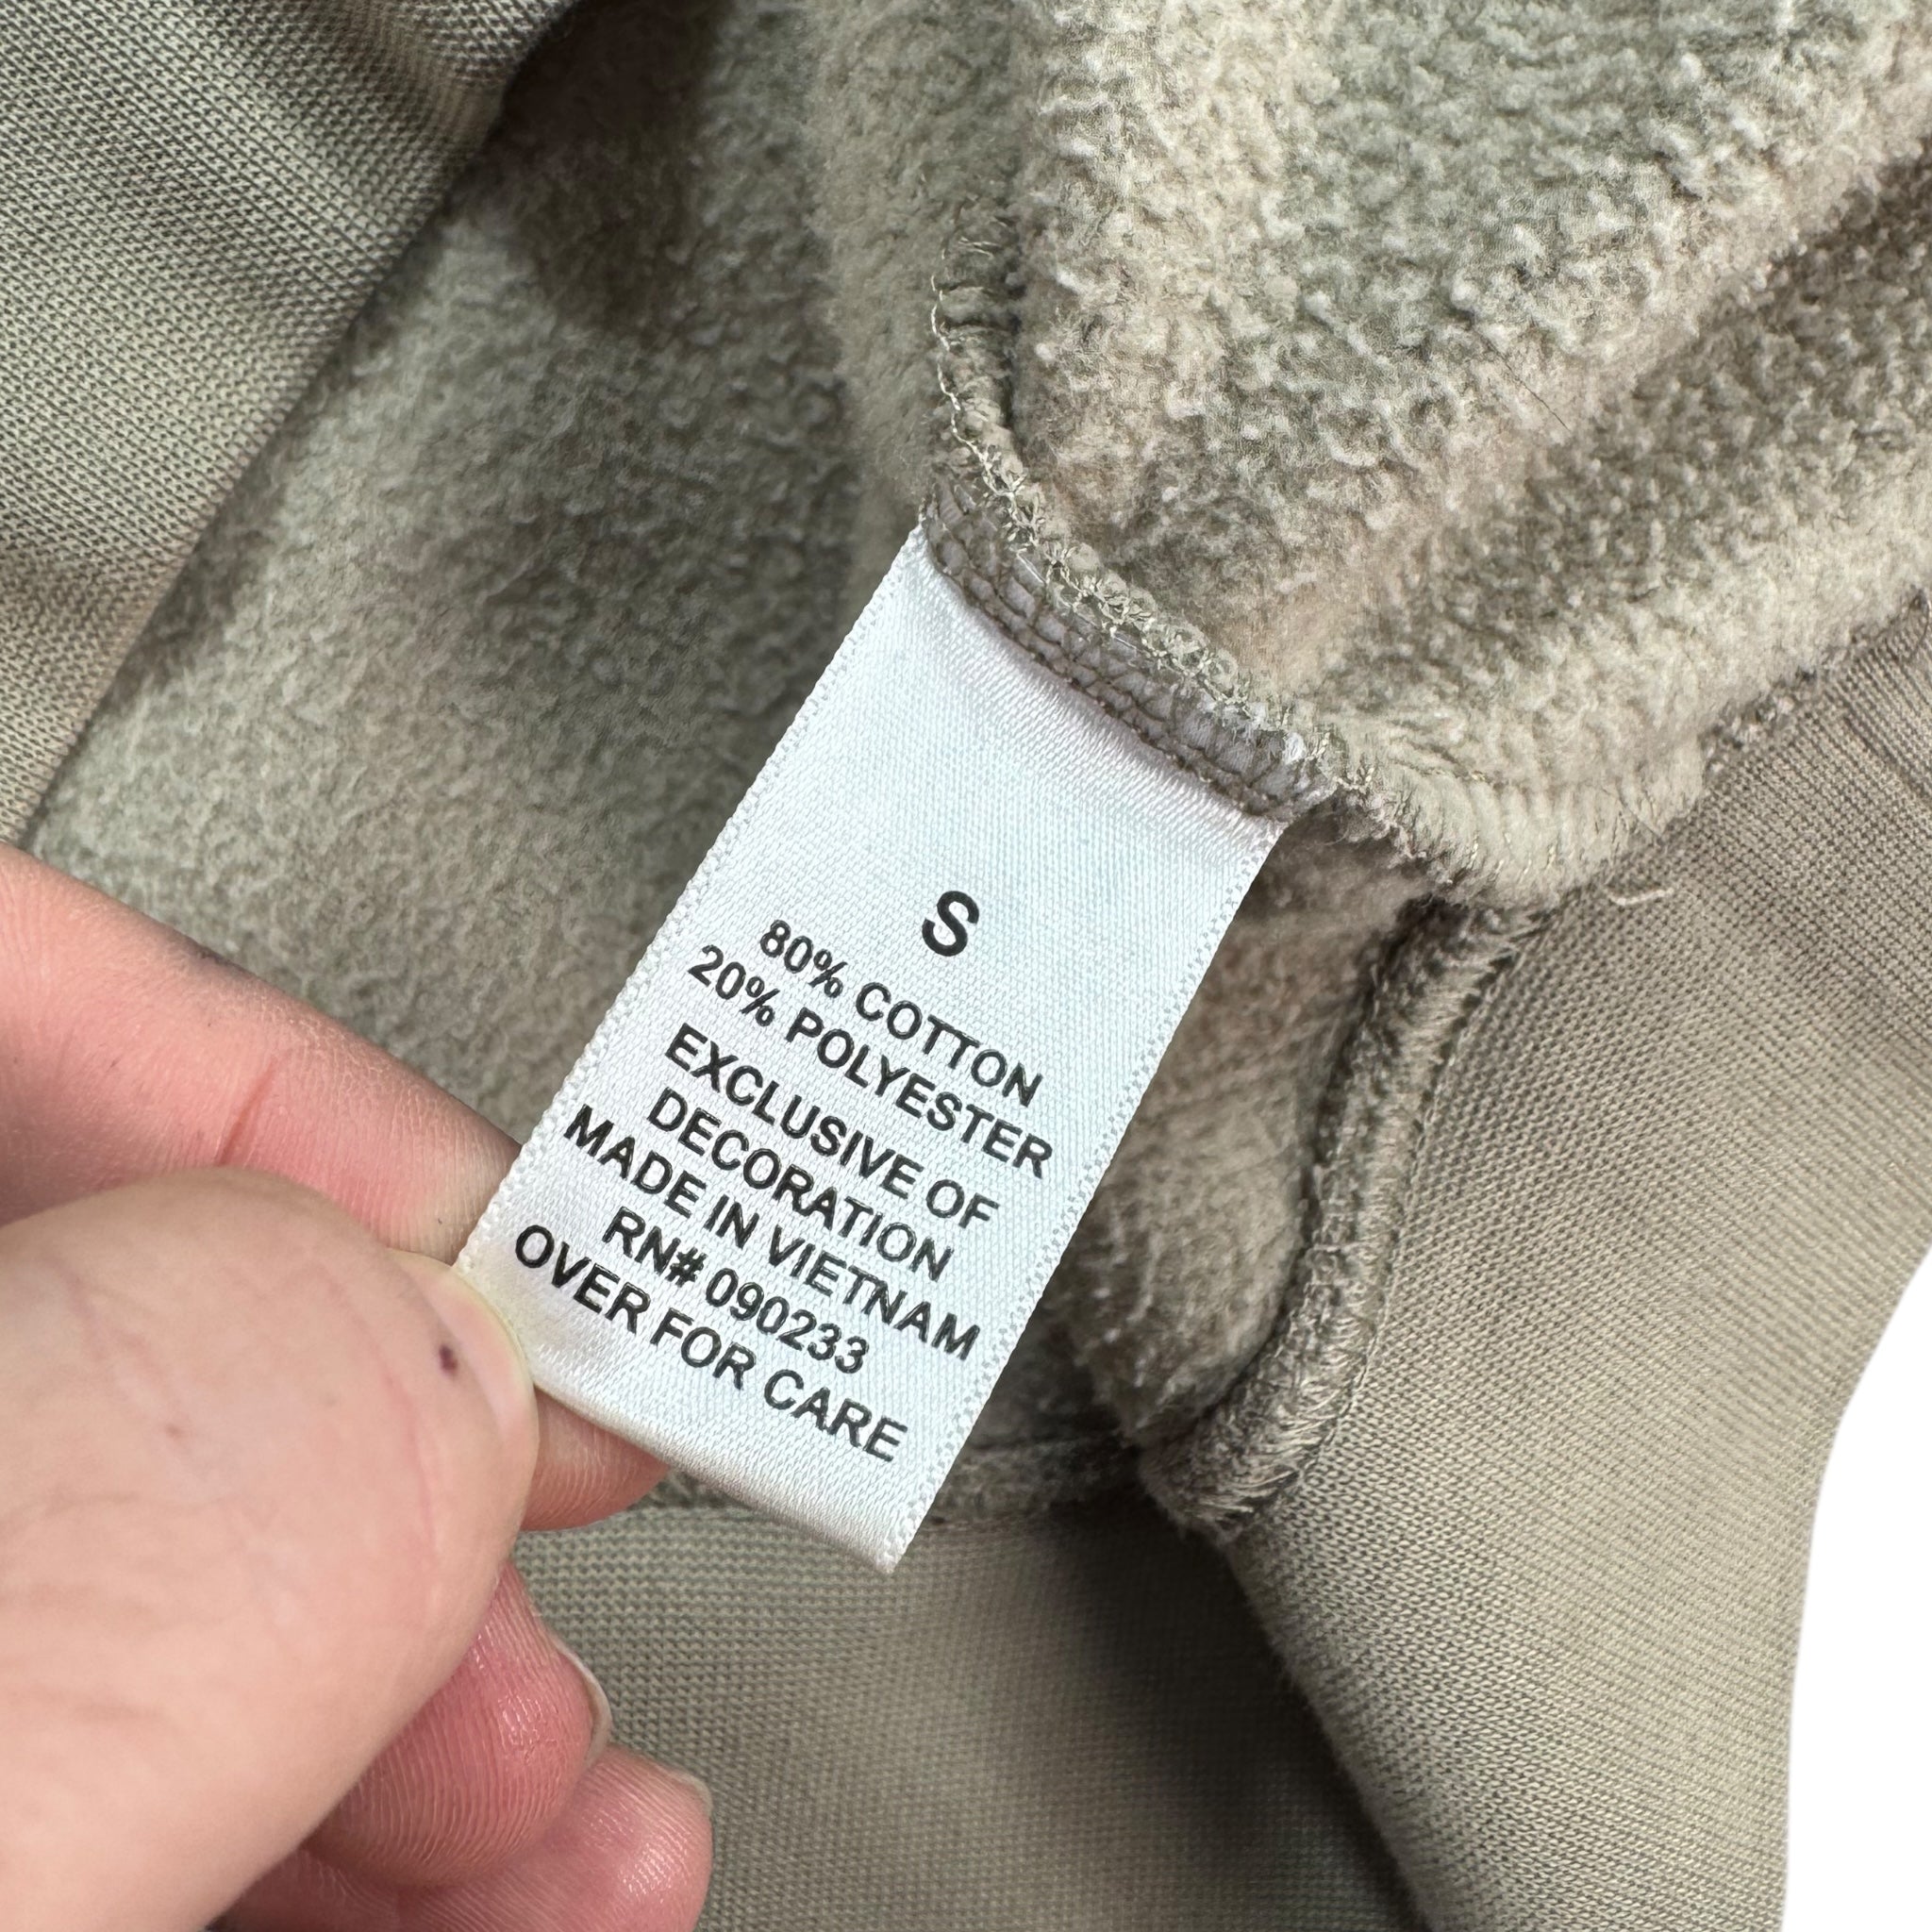 S
80% COTTON
20% POLYESTER
EXCLUSIVE OF
DECORATION
MADE IN VIETNAM
RN# 090233
OVER FOR CARE